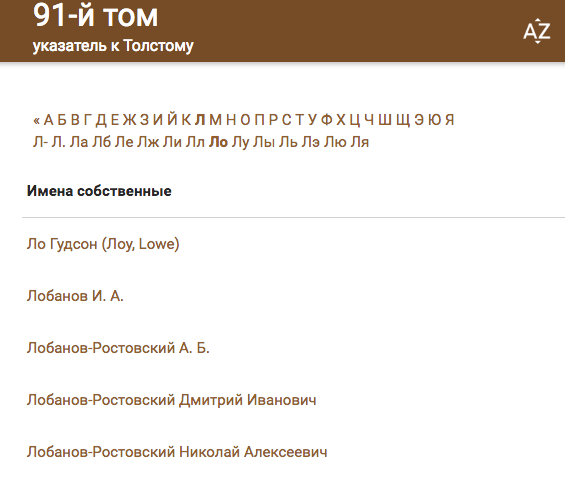 91-й том
указатель к Толстому
AZ
« А Б В Г Д Е Ж З И Й К Л М Н О П Р С Т У Ф Х Ц Ч Ш Щ Э Ю Я
Л- Л. Ла Лб Ле Лж Ли Лл Ло Лу Лы Ль Лэ Лю Ля
Имена собственные
Ло Гудсон (Лоу, Lowe)
Лобанов И. А.
Лобанов-Ростовский А. Б.
Лобанов-Ростовский Дмитрий Иванович
Лобанов-Ростовский Николай Алексеевич